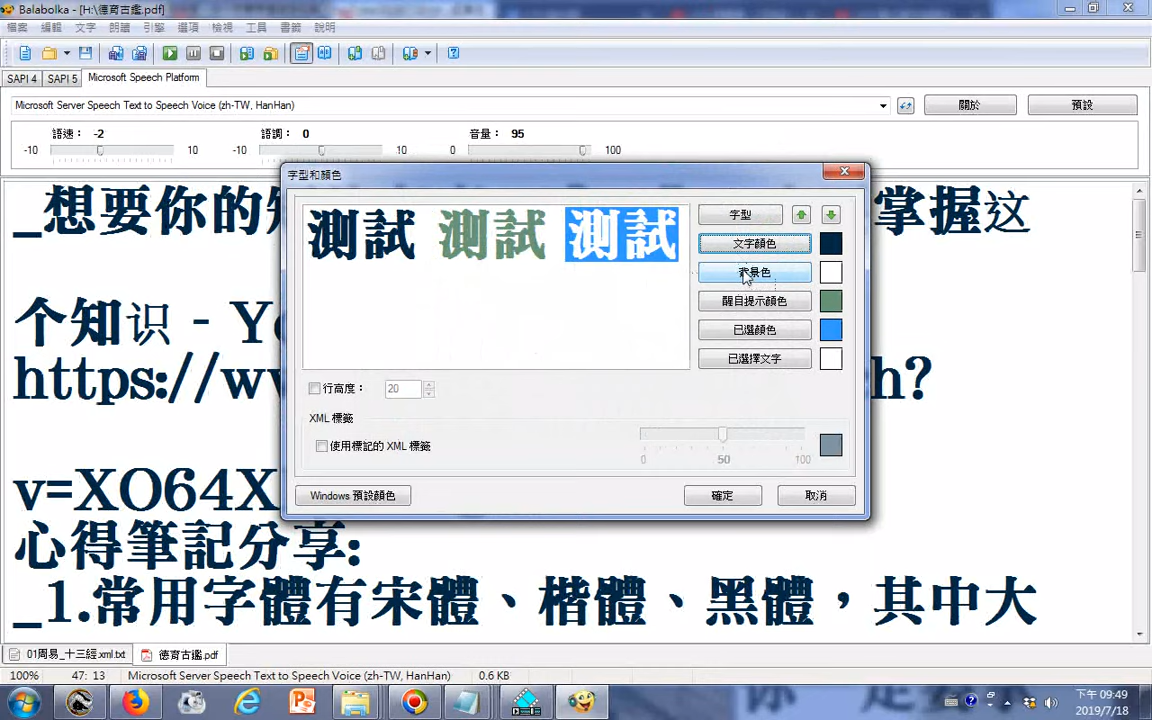 Balabolka - [H:\德育古鑑.pdf]
檔案 編輯 文字 朗讀 引擎 選項 檢視 工具 書籤 說明
SAPI 4 SAPI 5 Microsoft Speech Platform
Microsoft Server Speech Text to Speech Voice (zh-TW, HanHan) 關於 預設
語速： -2 語調： 0 音量： 95
-10 10 -10 10 0 100
字型和顏色
_想要你的 掌握这
测試 测試 测試
字型
文字顏色
背景色
醒目提示顏色
已選顏色
已選擇文字
个知识 - Yo
https://ww h?
行高度： 20
XML 標籤
使用標記的 XML 標籤
0 50 100
v=XO64X
Windows 預設顏色 確定 取消
心得筆記分享:
_1.常用字體有宋體、楷體、黑體，其中大
01周易_十三經.xml.txt 德育古鑑.pdf
100% 47: 13 Microsoft Server Speech Text to Speech Voice (zh-TW, HanHan) 0.6 KB
下午 09:49
2019/7/18